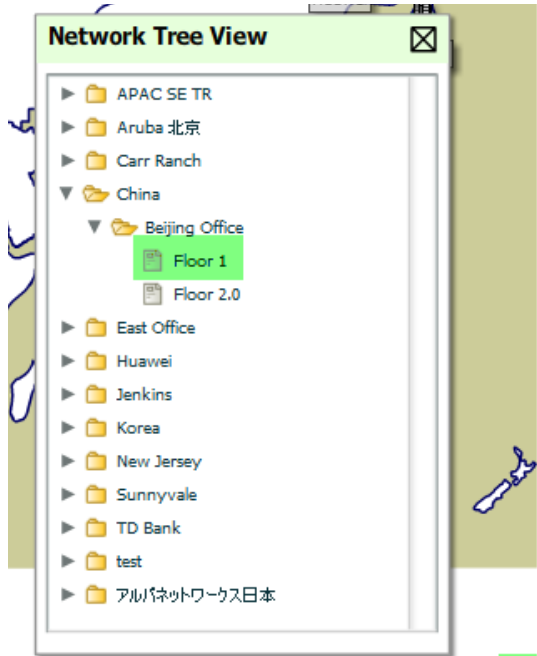 Network Tree View
APAC SE TR
Aruba 北京
Carr Ranch
China
Beijing Office
Floor 1
Floor 2.0
East Office
Huawei
Jenkins
Korea
New Jersey
Sunnyvale
TD Bank
test
アルパネットワークス日本